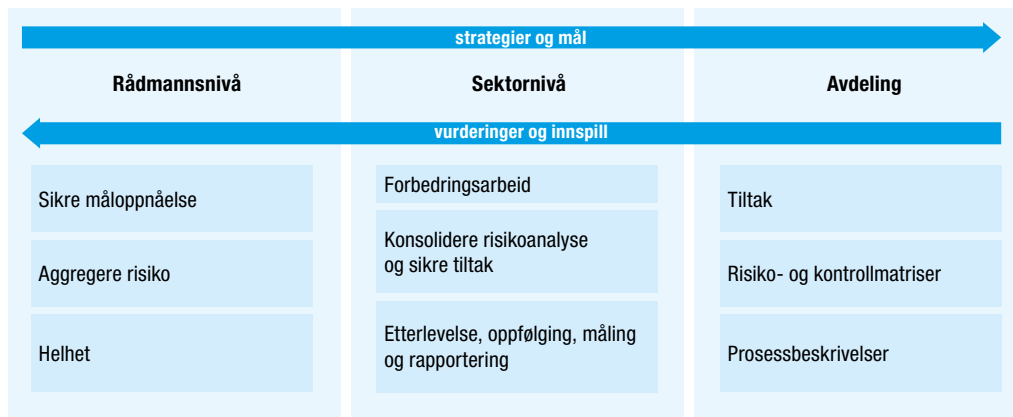 strategier og mål
Rådmannsnivå
Sektornivå
Avdeling
vurderinger og innspill
Sikre måloppnåelse
Aggregere risiko
Helhet
Forbedringsarbeid
Konsolidere risikoanalyse
og sikre tiltak
Etterlevelse, oppfølging, måling
og rapportering
Tiltak
Risiko- og kontrollmatriser
Prosessbeskrivelser